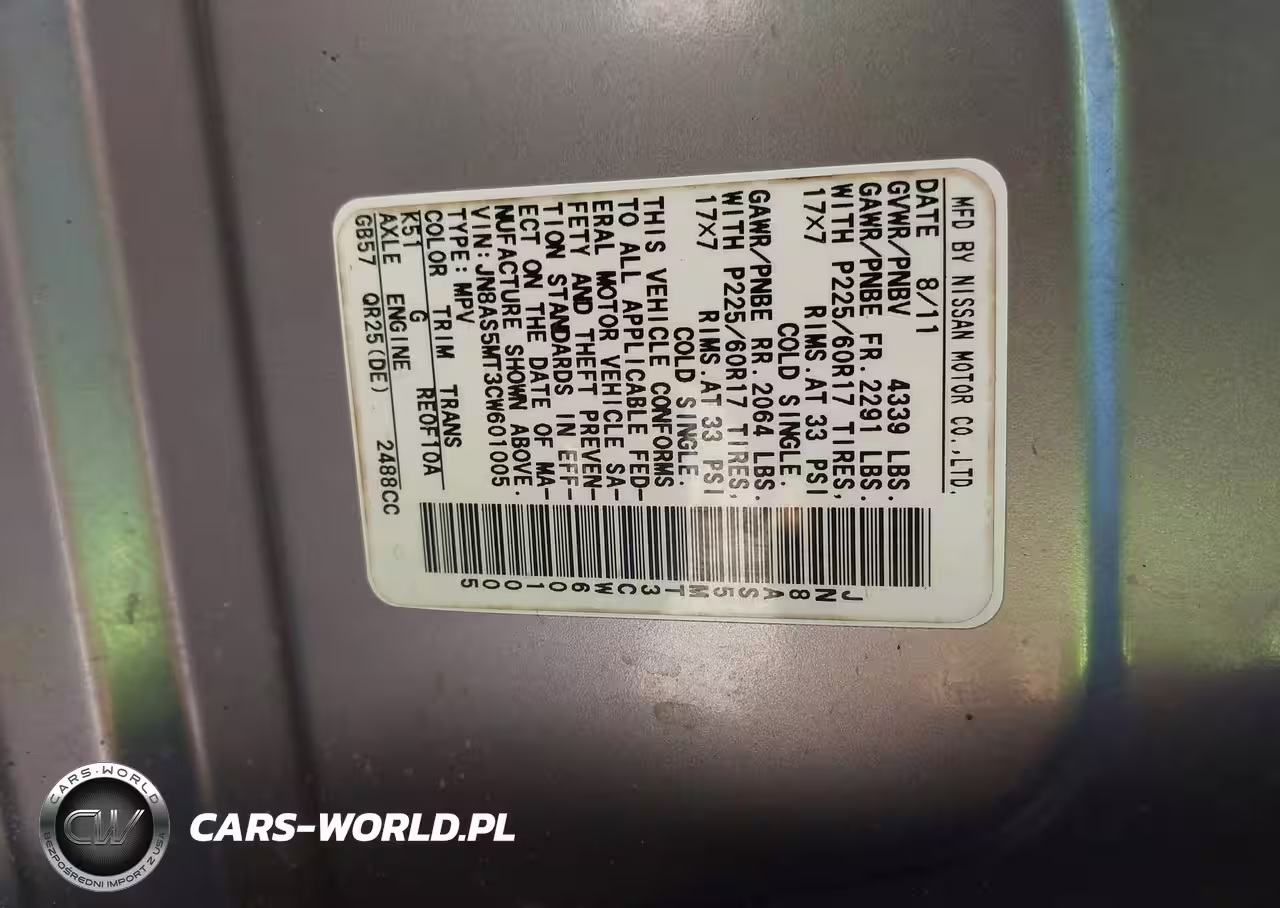 MFD BY NISSAN MOTOR CO.,LTD.
DATE 8/11
GVWR/PNBV 4339 LBS.
GAWR/PNBE FR.2291 LBS.
WITH P225/60R17 TIRES,
17X7 RIMS.AT 33 PSI
COLD SINGLE.
GAWR/PNBE RR.2064 LBS.
WITH P225/60R17 TIRES,
17X7 RIMS.AT 33 PSI
COLD SINGLE.
THIS VEHICLE CONFORMS
TO ALL APPLICABLE FED-
ERAL MOTOR VEHICLE SA-
FETY AND THEFT PREVEN-
TION STANDARDS IN EFF-
ECT ON THE DATE OF MA-
NUFACTURE SHOWN ABOVE.
VIN:JN8AS5MT3CW601005
TYPE:MPV
COLOR TRIM TRANS
K51 G RE0F10A
AXLE ENGINE
GB57 QR25(DE) 2488CC
JN8AS5MT3CW601005
CARS-WORLD
CW
BEZPOŚREDNI IMPORT Z USA
CARS-WORLD.PL